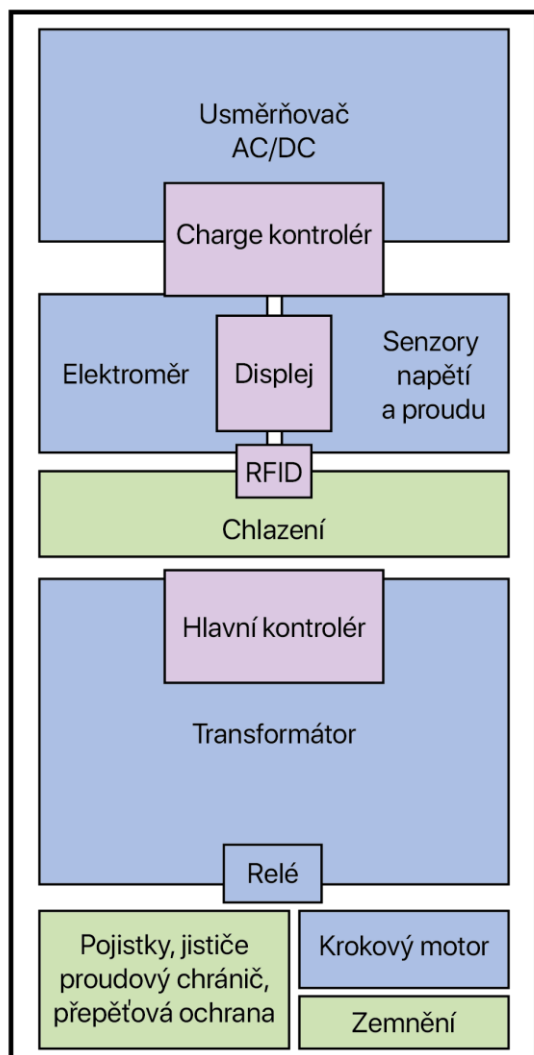 Usměrňovač
AC/DC
Charge kontrolér
Elektroměr
Displej
Senzory
napětí
a proudu
RFID
Chlazení
Hlavní kontrolér
Transformátor
Relé
Pojistky, jističe
proudový chránič,
přepěťová ochrana
Krokový motor
Zemnění